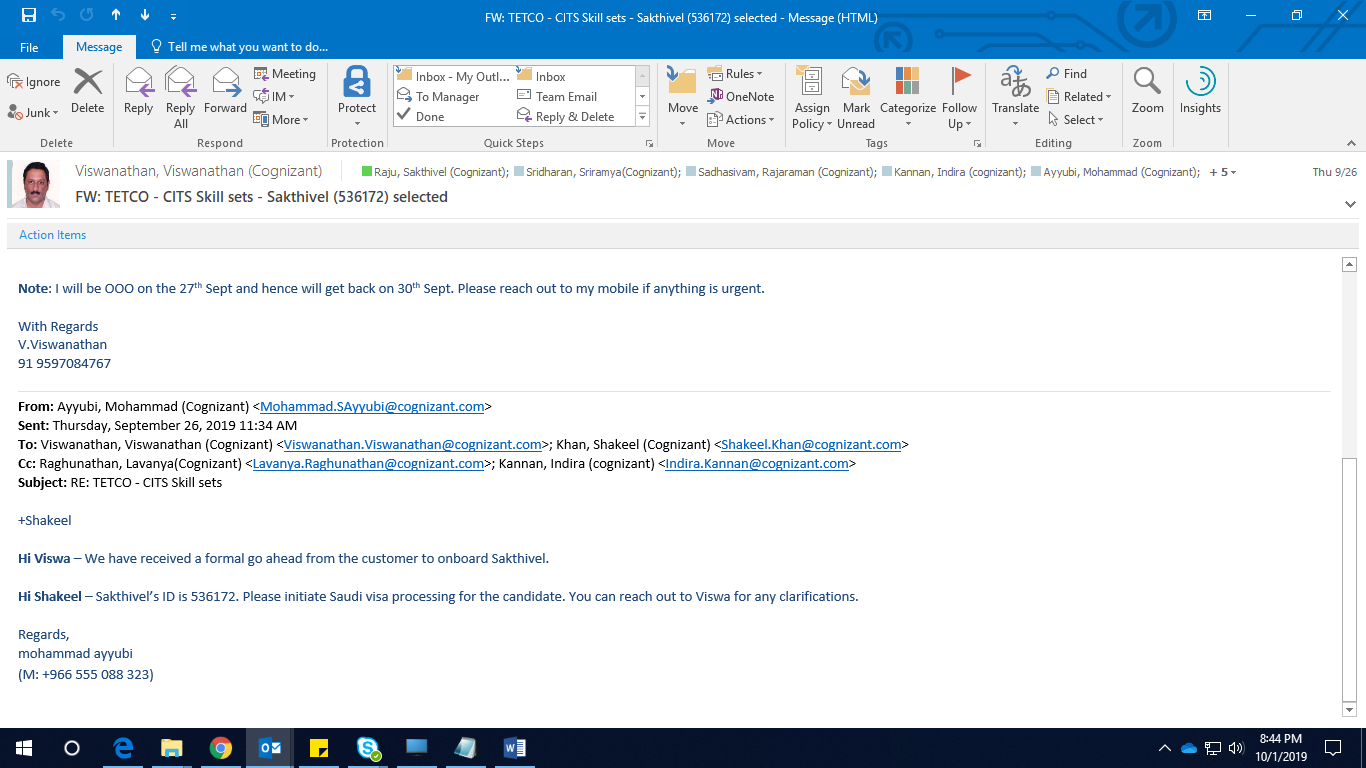 FW: TETCO - CITS Skill sets - Sakthivel (536172) selected - Message (HTML)
File Message Tell me what you want to do...
Ignore
Junk
Delete
Reply
Reply All
Forward
Meeting
IM
More
Protect
Inbox - My Outl...
To Manager
Done
Inbox
Team Email
Reply & Delete
Move
Rules
OneNote
Actions
Assign Policy
Mark Unread
Categorize
Follow Up
Translate
Find
Related
Select
Zoom
Insights
Delete Respond Protection Quick Steps Move Tags Editing Zoom
Viswanathan, Viswanathan (Cognizant) Raju, Sakthivel (Cognizant); Sridharan, Sriramya(Cognizant); Sadhasivam, Rajaraman (Cognizant); Kannan, Indira (cognizant); Ayyubi, Mohammad (Cognizant); + 5 Thu 9/26
FW: TETCO - CITS Skill sets - Sakthivel (536172) selected
Action Items
Note: I will be OOO on the 27th Sept and hence will get back on 30th Sept. Please reach out to my mobile if anything is urgent.
With Regards
V.Viswanathan
91 9597084767
From: Ayyubi, Mohammad (Cognizant) <Mohammad.SAyyubi@cognizant.com>
Sent: Thursday, September 26, 2019 11:34 AM
To: Viswanathan, Viswanathan (Cognizant) <Viswanathan.Viswanathan@cognizant.com>; Khan, Shakeel (Cognizant) <Shakeel.Khan@cognizant.com>
Cc: Raghunathan, Lavanya(Cognizant) <Lavanya.Raghunathan@cognizant.com>; Kannan, Indira (cognizant) <Indira.Kannan@cognizant.com>
Subject: RE: TETCO - CITS Skill sets
+Shakeel
Hi Viswa – We have received a formal go ahead from the customer to onboard Sakthivel.
Hi Shakeel – Sakthivel's ID is 536172. Please initiate Saudi visa processing for the candidate. You can reach out to Viswa for any clarifications.
Regards,
mohammad ayyubi
(M: +966 555 088 323)
8:44 PM
10/1/2019